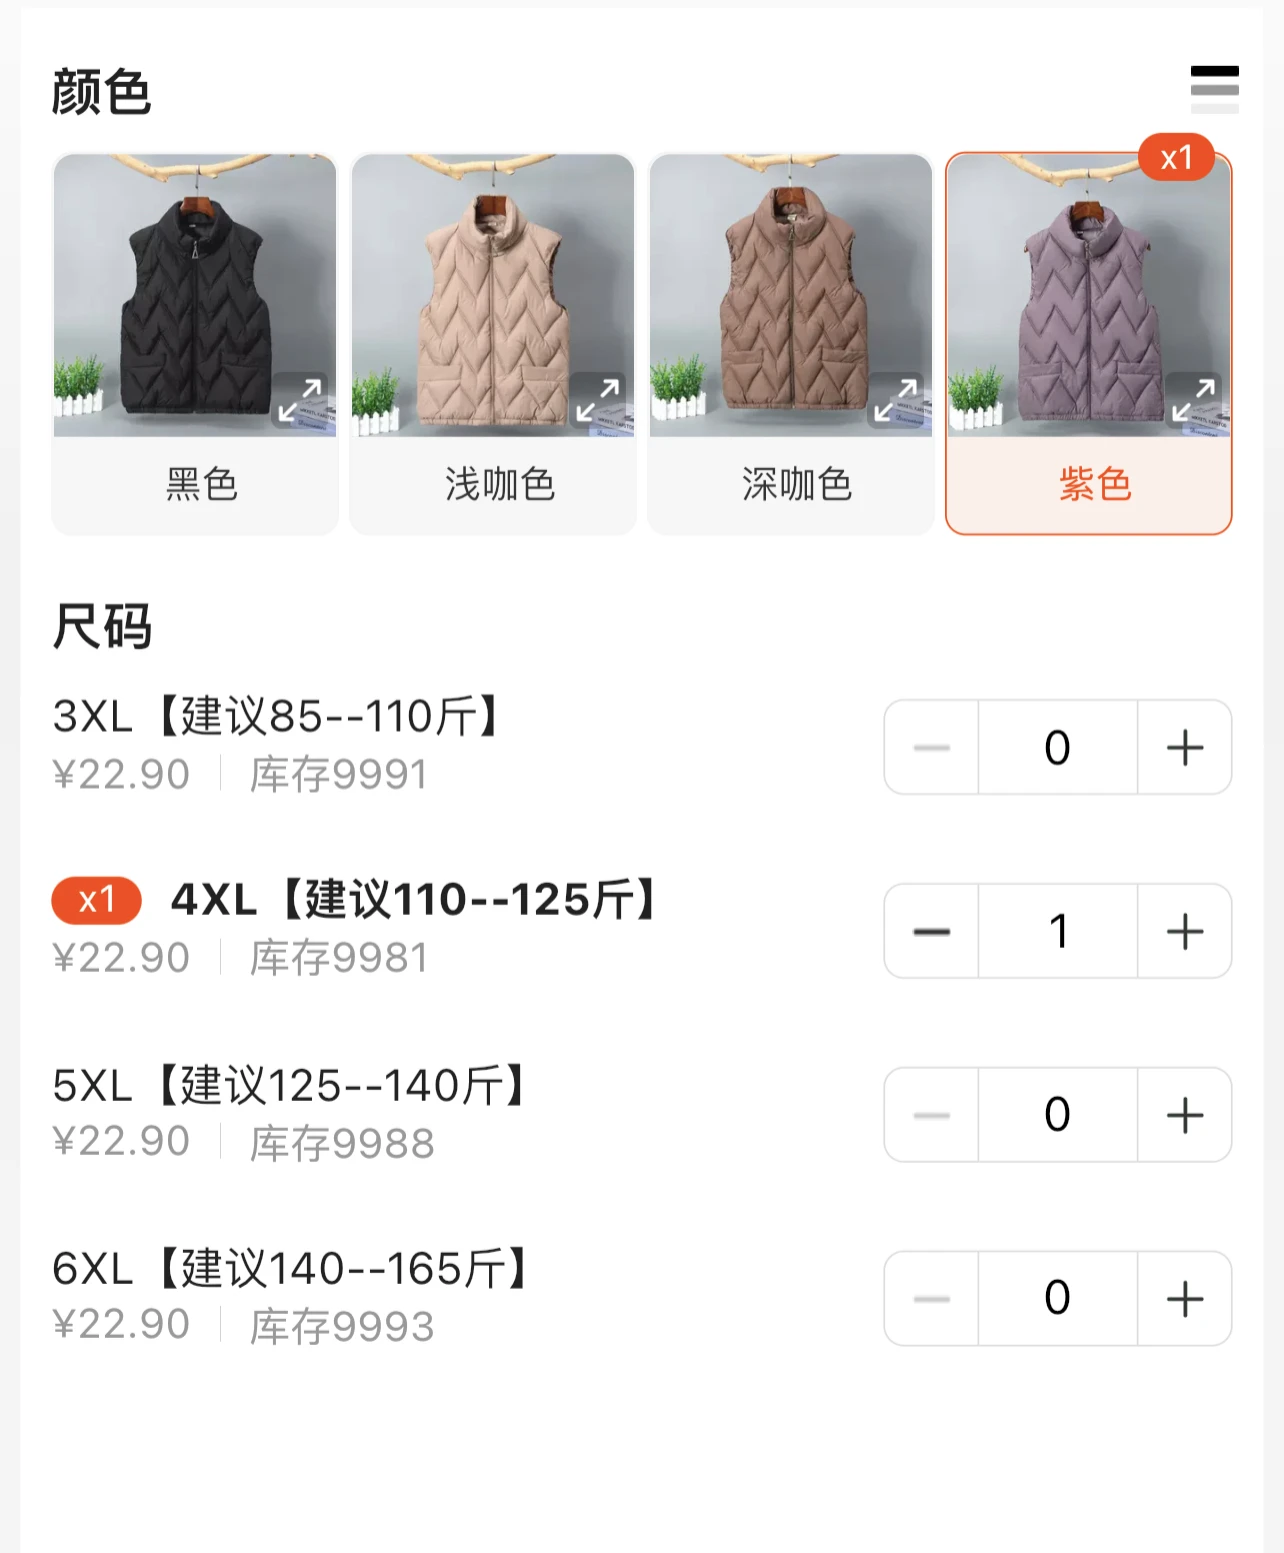 颜色
x1
黑色
浅咖色
深咖色
紫色
尺码
3XL【建议85--110斤】
¥22.90 库存9991
0
x1 4XL【建议110--125斤】
¥22.90 库存9981
1
5XL【建议125--140斤】
¥22.90 库存9988
0
6XL【建议140--165斤】
¥22.90 库存9993
0